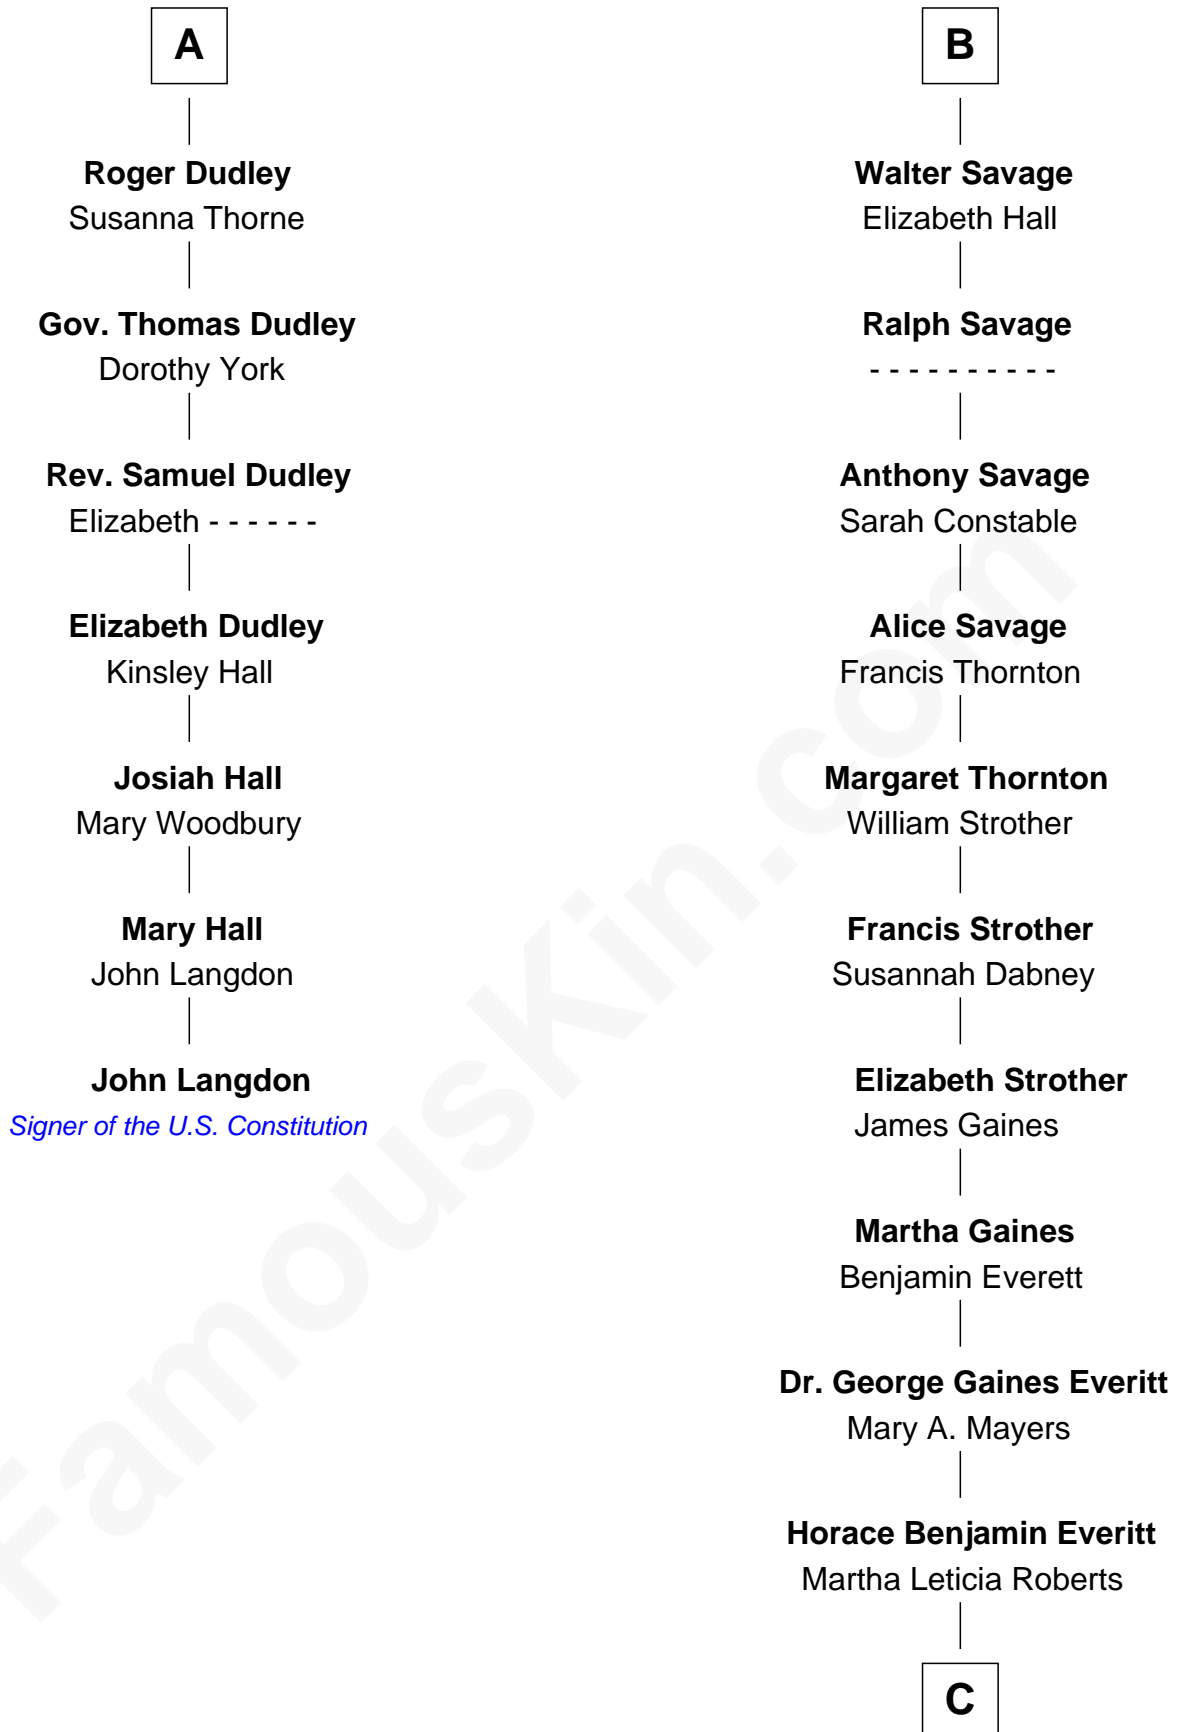 A
Roger Dudley
Susanna Thorne
Gov. Thomas Dudley
Dorothy York
Rev. Samuel Dudley
Elizabeth - - - - - -
Elizabeth Dudley
Kinsley Hall
Josiah Hall
Mary Woodbury
Mary Hall
John Langdon
John Langdon
Signer of the U.S. Constitution
B
Walter Savage
Elizabeth Hall
Ralph Savage
- - - - - - - - - -
Anthony Savage
Sarah Constable
Alice Savage
Francis Thornton
Margaret Thornton
William Strother
Francis Strother
Susannah Dabney
Elizabeth Strother
James Gaines
Martha Gaines
Benjamin Everett
Dr. George Gaines Everitt
Mary A. Mayers
Horace Benjamin Everitt
Martha Leticia Roberts
C
FamousKin.com